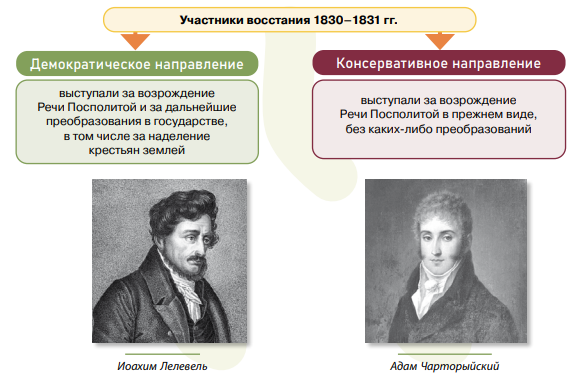 Участники восстания 1830–1831 гг.
Демократическое направление
выступали за возрождение
Речи Посполитой и за дальнейшие
преобразования в государстве,
в том числе за наделение
крестьян землей
Консервативное направление
выступали за возрождение
Речи Посполитой в прежнем виде,
без каких-либо преобразований
Иоахим Лелевель
Адам Чарторыйский